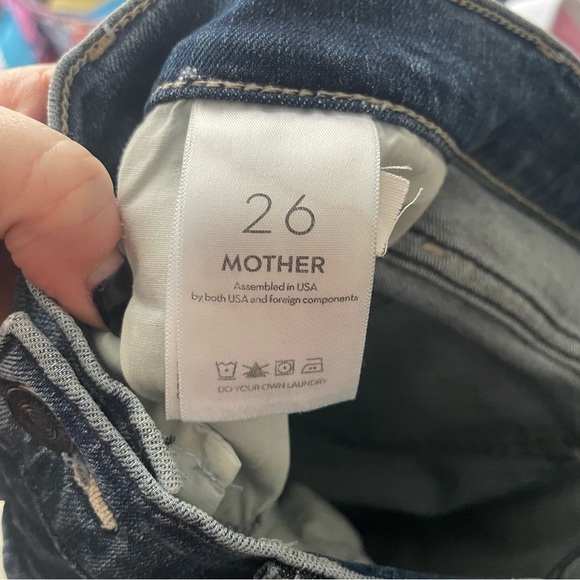 26
MOTHER
Assembled in USA
by both USA and foreign components
DO YOUR OWN LAUNDRY